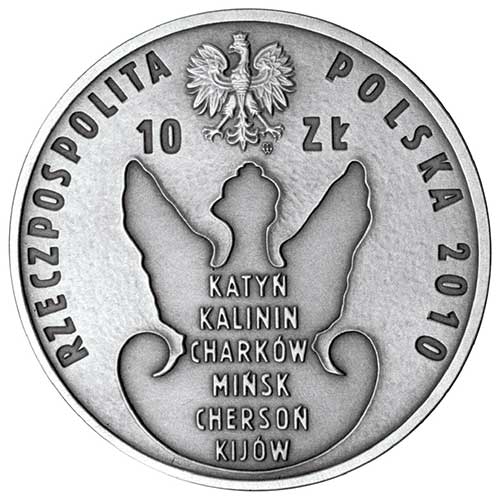 RZECZPOSPOLITA POLSKA 2010
10 ZŁ
KATYŃ
KALININ
CHARKÓW
MIŃSK
CHERSOŃ
KIJÓW